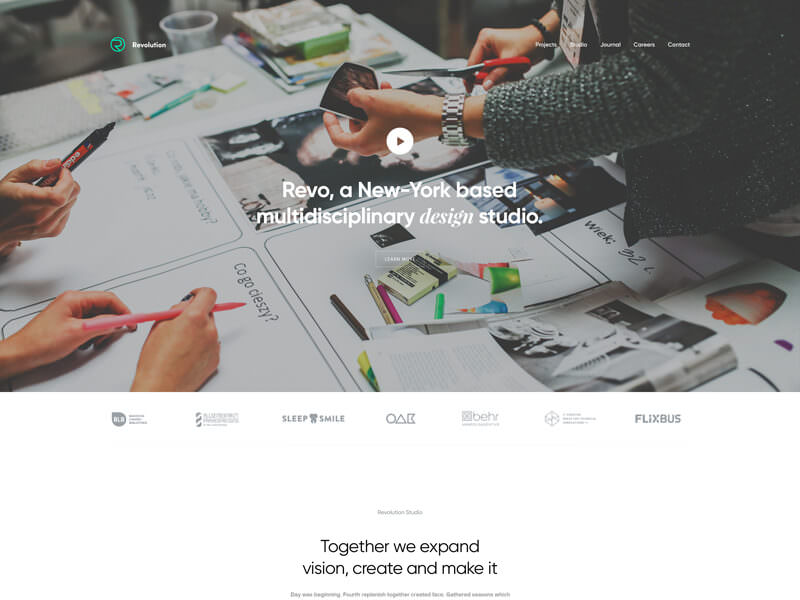 Revolution
Projects
Studio
Journal
Careers
Contact
Revo, a New-York based
multidisciplinary design studio.
LEARN MORE
Co go cieszy?
Wiek:
BLB
SLEEP SMILE
OAK
behr
FLiXBUS
Revolution Studio
Together we expand
vision, create and make it
Day was beginning. Fourth replenish together created face. Gathered seasons which